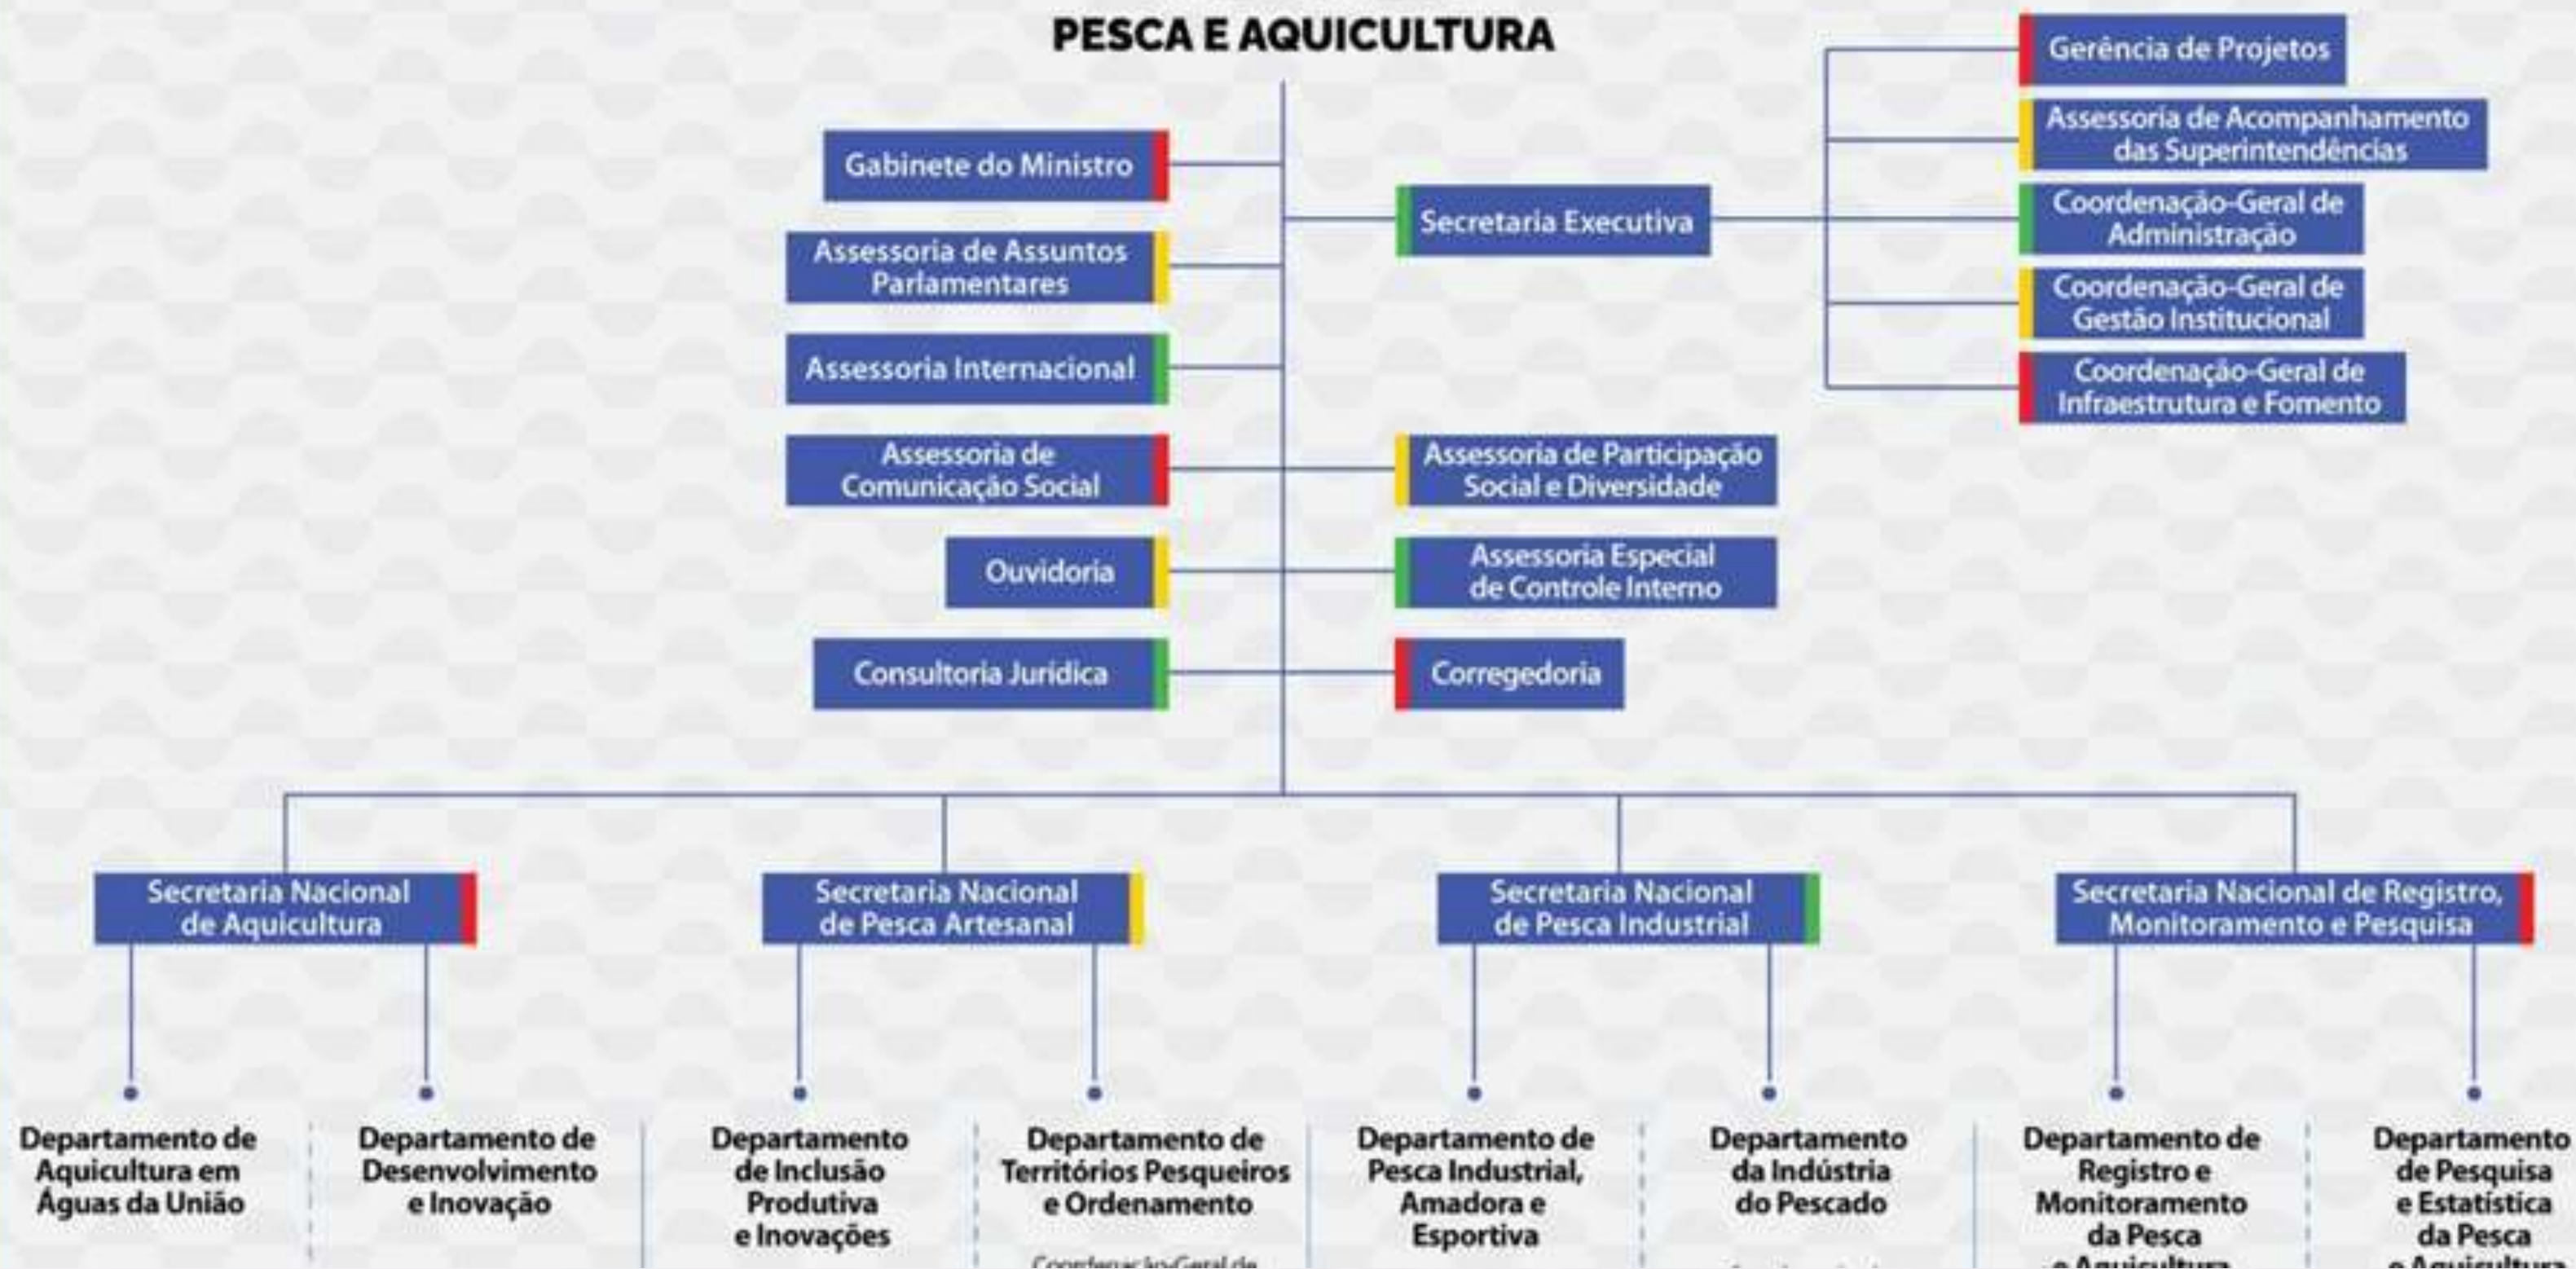 PESCA E AQUICULTURA
Gerência de Projetos
Assessoria de Acompanhamento
das Superintendências
Gabinete do Ministro
Secretaria Executiva
Coordenação-Geral de
Administração
Assessoria de Assuntos
Parlamentares
Coordenação-Geral de
Gestão Institucional
Assessoria Internacional
Coordenação-Geral de
Infraestrutura e Fomento
Assessoria de
Comunicação Social
Assessoria de Participação
Social e Diversidade
Ouvidoria
Assessoria Especial
de Controle Interno
Consultoria Jurídica
Corregedoria
Secretaria Nacional
de Aquicultura
Secretaria Nacional
de Pesca Artesanal
Secretaria Nacional
de Pesca Industrial
Secretaria Nacional de Registro,
Monitoramento e Pesquisa
Departamento de
Aquicultura em
Águas da União
Departamento de
Desenvolvimento
e Inovação
Departamento
de Inclusão
Produtiva
e Inovações
Departamento de
Territórios Pesqueiros
e Ordenamento
Coordenação-Geral de
Departamento de
Pesca Industrial,
Amadora e
Esportiva
Departamento
da Indústria
do Pescado
Departamento de
Registro e
Monitoramento
da Pesca
e Aquicultura
Departamento
de Pesquisa
e Estatística
da Pesca
e Aquicultura